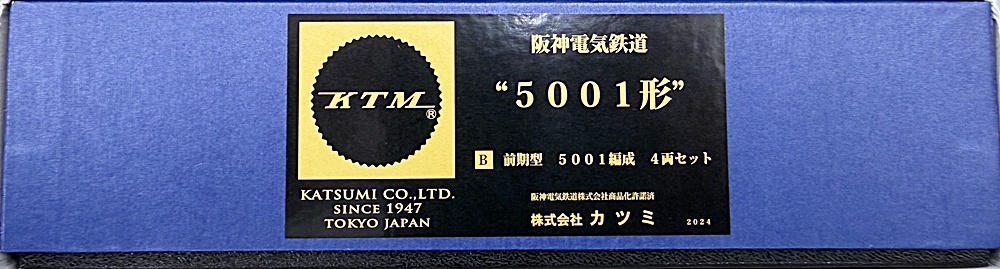 KTM®
KATSUMI CO.,LTD.
SINCE 1947
TOKYO JAPAN
阪神電気鉄道
“5001形”
B 前期型 5001編成 4両セット
阪神電気鉄道株式会社商品化許諾済
株式会社 カツミ 2024